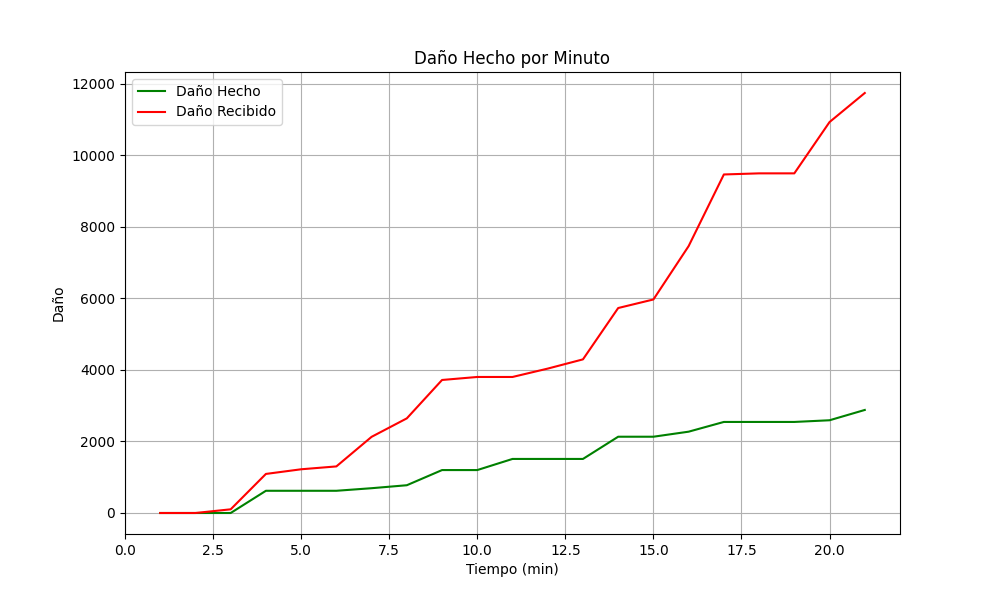 Daño Hecho por Minuto
Daño Hecho
Daño Recibido
Daño
12000
10000
8000
6000
4000
2000
0
0.0 2.5 5.0 7.5 10.0 12.5 15.0 17.5 20.0
Tiempo (min)